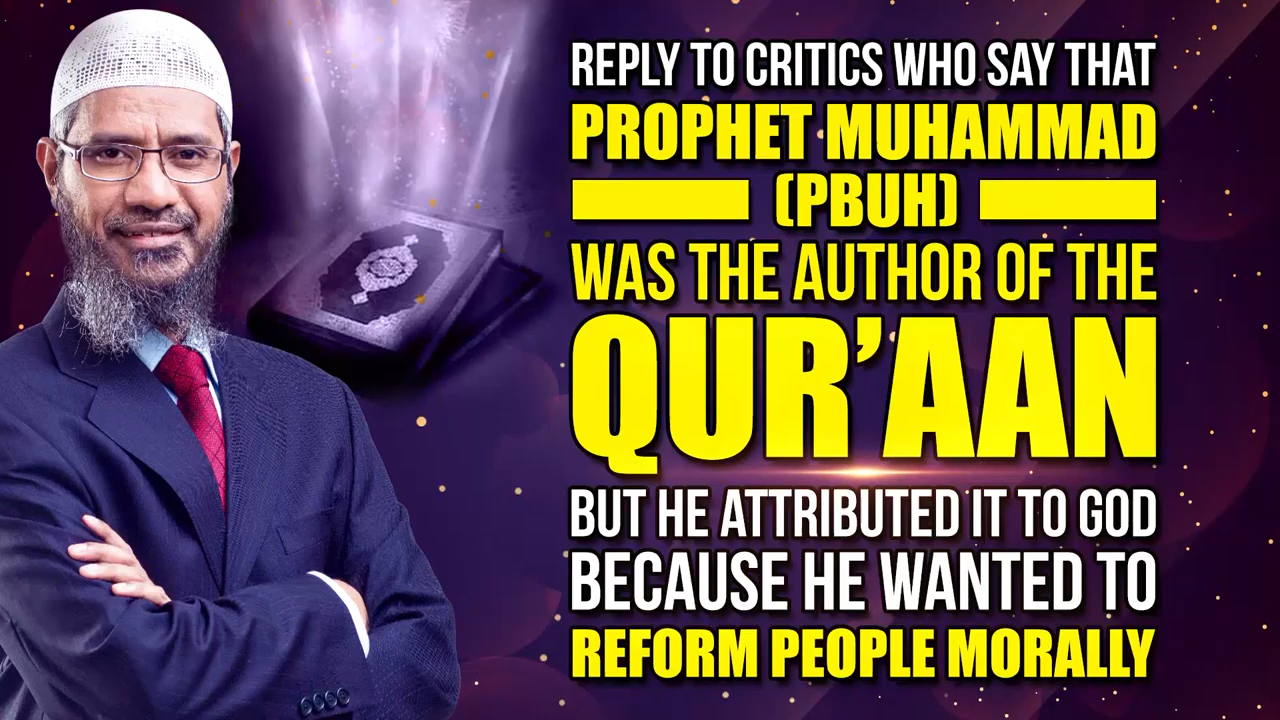 REPLY TO CRITICS WHO SAY THAT
PROPHET MUHAMMAD
(PBUH)
WAS THE AUTHOR OF THE
QUR'AAN
BUT HE ATTRIBUTED IT TO GOD
BECAUSE HE WANTED TO
REFORM PEOPLE MORALLY